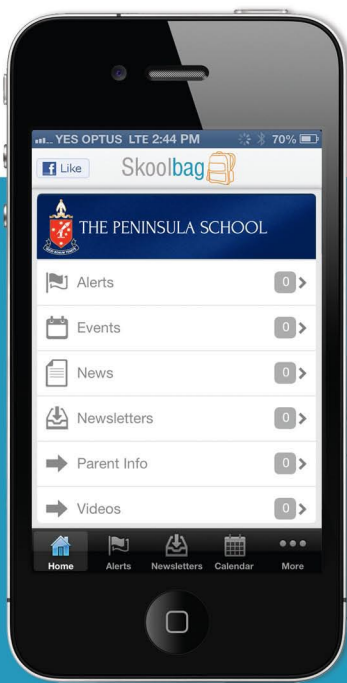 YES OPTUS LTE 2:44 PM 70%
Like Skoolbag
THE PENINSULA SCHOOL
Alerts 0
Events 0
News 0
Newsletters 0
Parent Info 0
Videos 0
Home Alerts Newsletters Calendar More